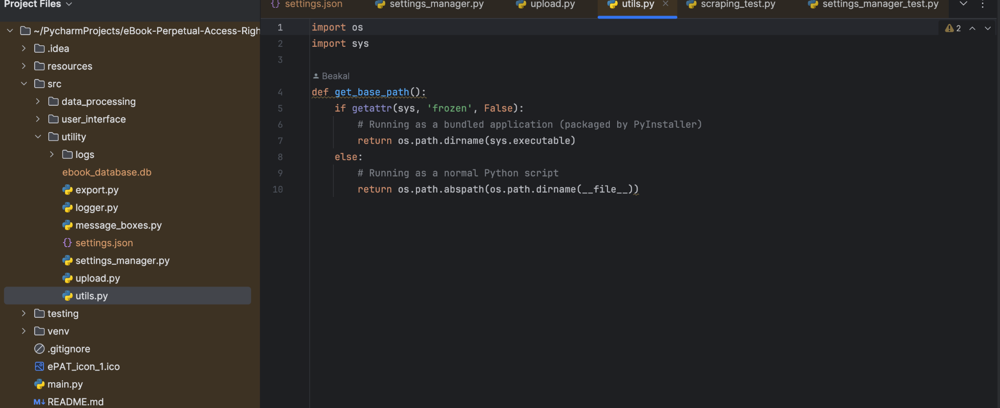 Project Files
~/PycharmProjects/eBook-Perpetual-Access-Righ
.idea
resources
src
data_processing
user_interface
utility
logs
ebook_database.db
export.py
logger.py
message_boxes.py
{} settings.json
settings_manager.py
upload.py
utils.py
testing
venv
.gitignore
ePAT_icon_1.ico
main.py
M↓ README.md
{} settings.json settings_manager.py upload.py utils.py scraping_test.py settings_manager_test.py
2
1 import os
2 import sys
3
Beakal
4 def get_base_path():
5 if getattr(sys, 'frozen', False):
6 # Running as a bundled application (packaged by PyInstaller)
7 return os.path.dirname(sys.executable)
8 else:
9 # Running as a normal Python script
10 return os.path.abspath(os.path.dirname(__file__))